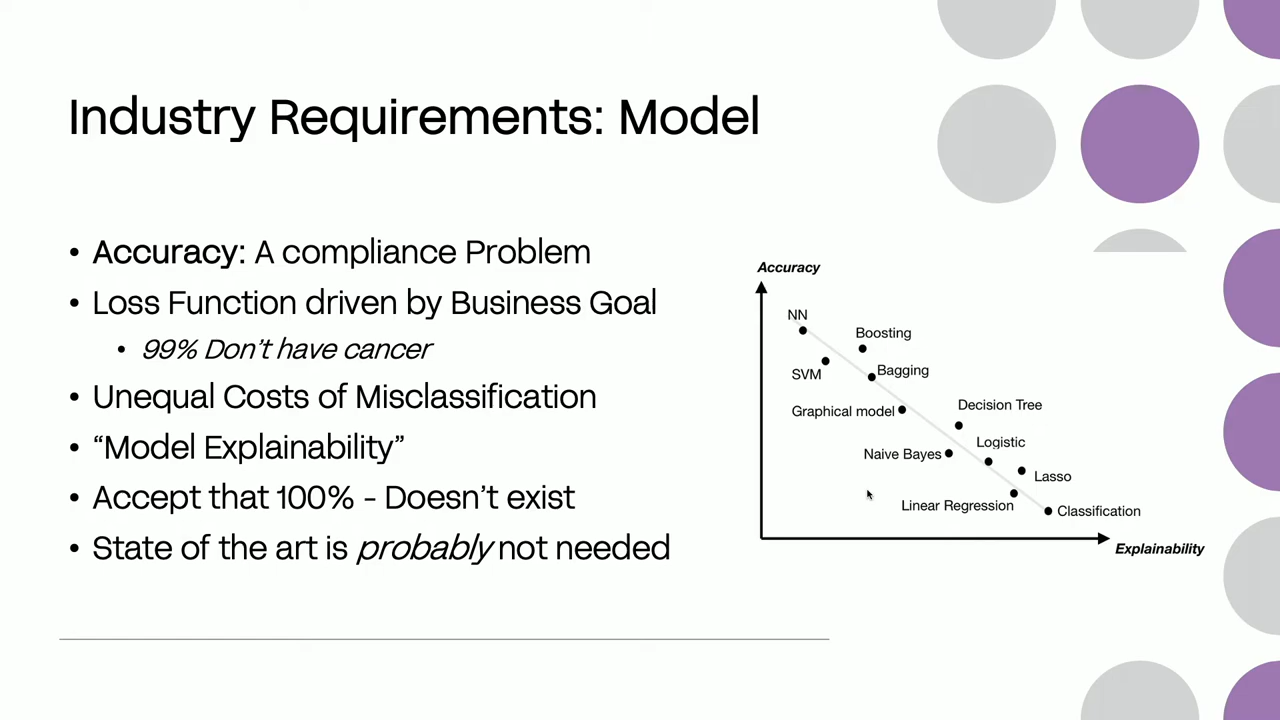 Industry Requirements: Model
• Accuracy: A compliance Problem
• Loss Function driven by Business Goal
• 99% Don't have cancer
• Unequal Costs of Misclassification
• “Model Explainability”
• Accept that 100% - Doesn't exist
• State of the art is probably not needed
Accuracy
NN
Boosting
SVM
Bagging
Graphical model
Decision Tree
Logistic
Naive Bayes
Lasso
Linear Regression
Classification
Explainability